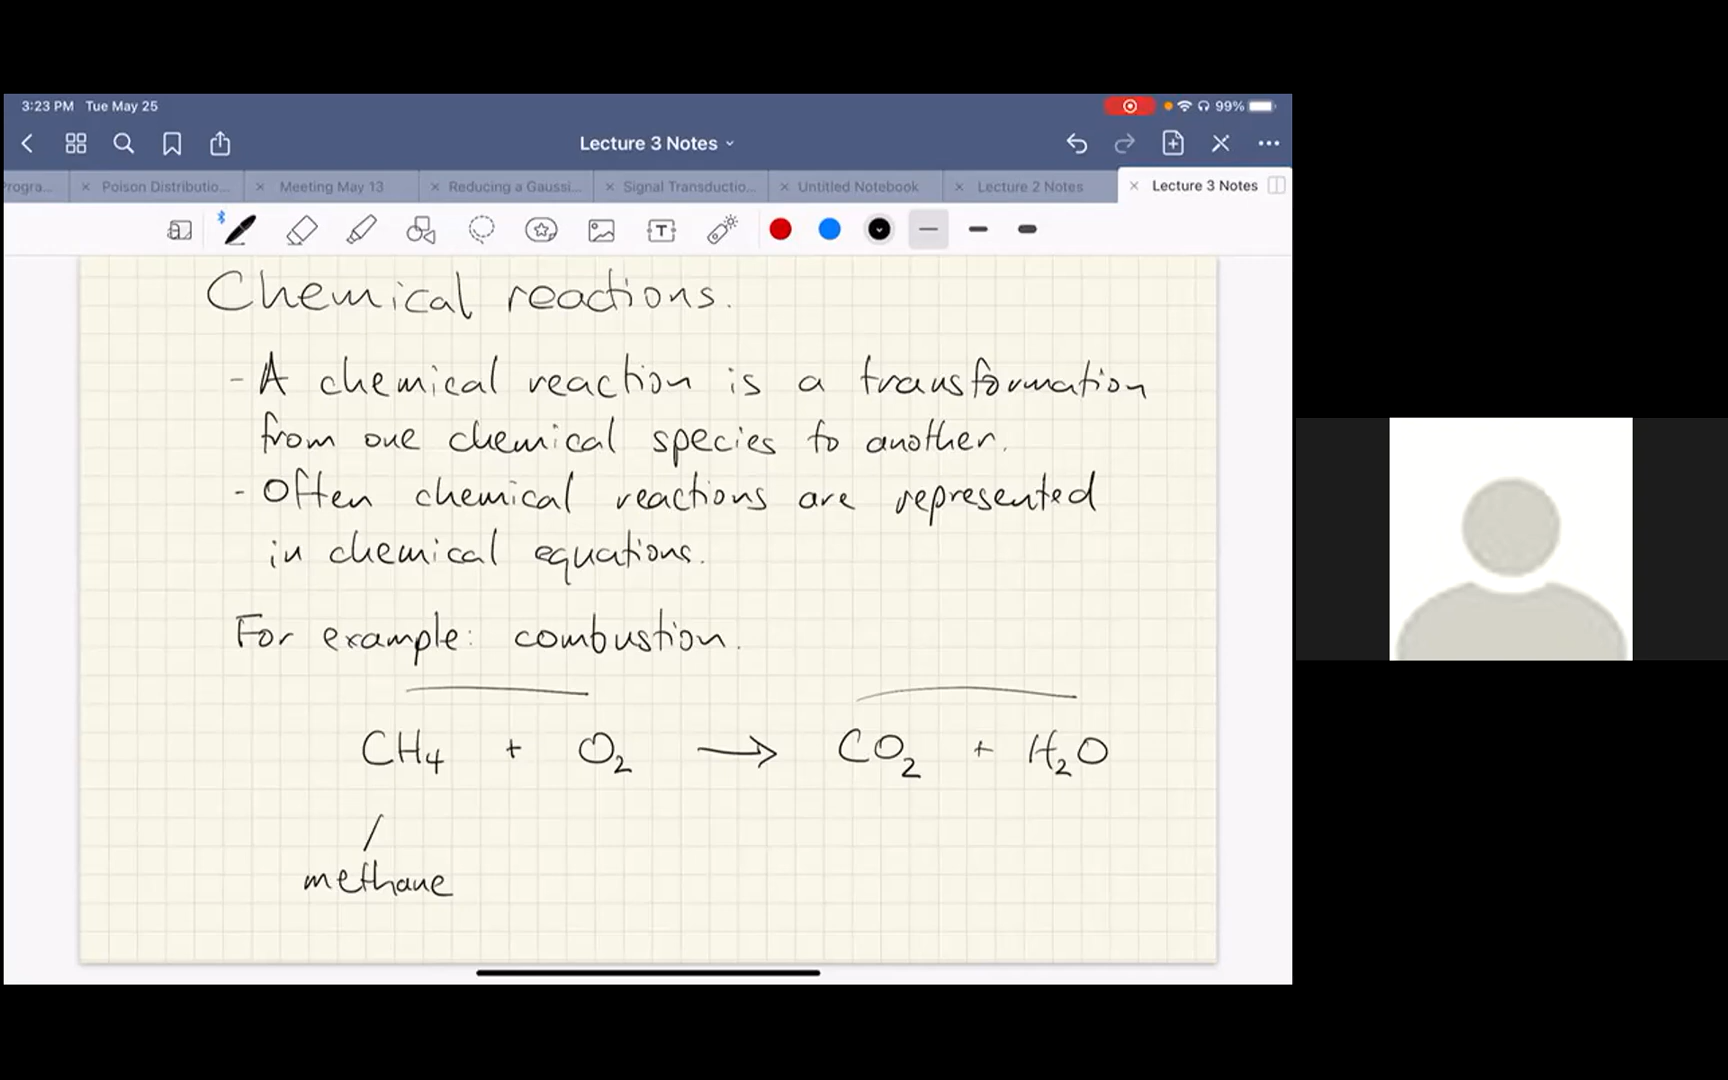 3:23 PM Tue May 25
99%
Lecture 3 Notes
Progra...
Poison Distributio...
Meeting May 13
Reducing a Gaussi...
Signal Transductio...
Untitled Notebook
Lecture 2 Notes
Lecture 3 Notes
T
Chemical reactions.
- A chemical reaction is a transformation
from one chemical species to another.
- Often chemical reactions are represented
in chemical equations.
For example: combustion.
CH₄ + O₂ → CO₂ + H₂O
methane